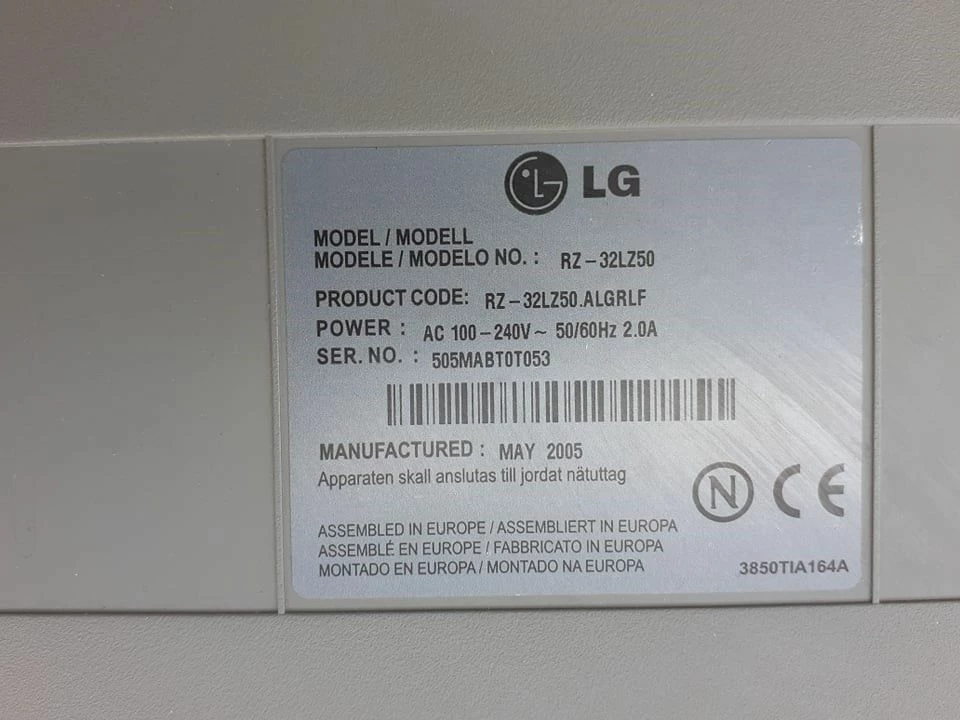 LG
MODEL / MODELL
MODELE / MODELO NO. : RZ-32LZ50
PRODUCT CODE: RZ-32LZ50.ALGRLF
POWER : AC 100-240V~ 50/60Hz 2.0A
SER. NO. : 505MABT0T053
MANUFACTURED : MAY 2005
Apparaten skall anslutas till jordat nätuttag
N CE
ASSEMBLED IN EUROPE / ASSEMBLIERT IN EUROPA
ASSEMBLÉ EN EUROPE / FABBRICATO IN EUROPA
MONTADO EN EUROPA / MONTADO NA EUROPA
3850TIA164A